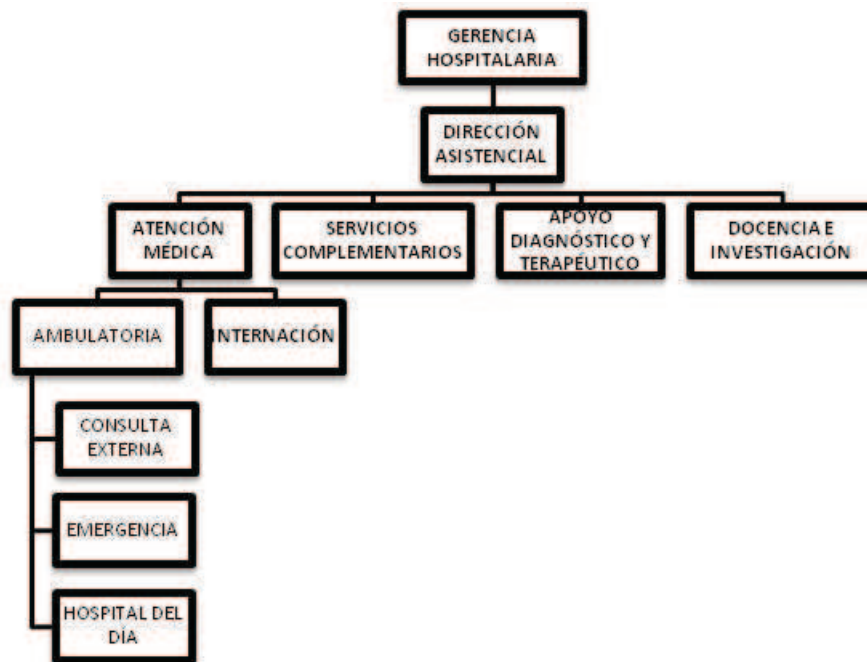 GERENCIA
HOSPITALARIA
DIRECCIÓN
ASISTENCIAL
ATENCIÓN
MÉDICA
SERVICIOS
COMPLEMENTARIOS
APOYO
DIAGNÓSTICO Y
TERAPÉUTICO
DOCENCIA E
INVESTIGACIÓN
AMBULATORIA
INTERNACIÓN
CONSULTA
EXTERNA
EMERGENCIA
HOSPITAL DEL
DÍA